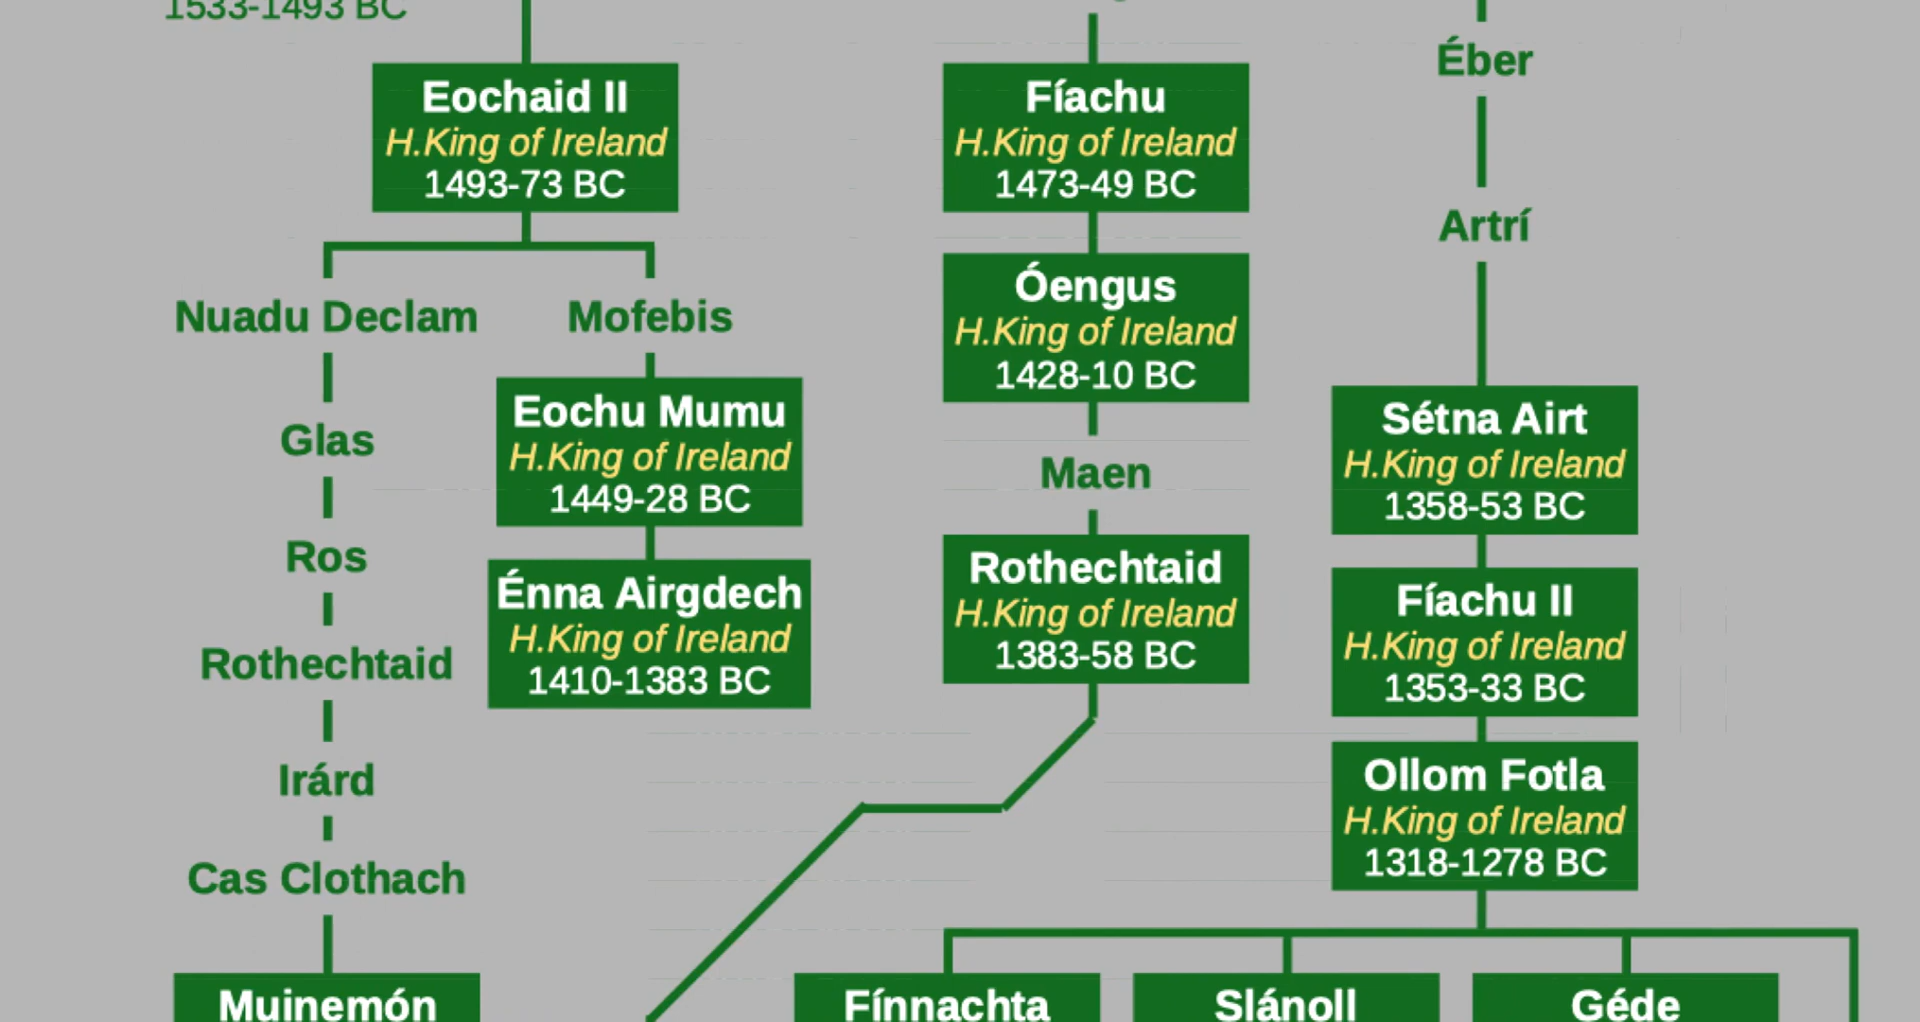 1533-1493 BC
Éber
Eochaid II
H.King of Ireland
1493-73 BC
Fíachu
H.King of Ireland
1473-49 BC
Artrí
Nuadu Declam
Mofebis
Óengus
H.King of Ireland
1428-10 BC
Glas
Eochu Mumu
H.King of Ireland
1449-28 BC
Maen
Sétna Airt
H.King of Ireland
1358-53 BC
Ros
Énna Airgdech
H.King of Ireland
1410-1383 BC
Rothechtaid
H.King of Ireland
1383-58 BC
Fíachu II
H.King of Ireland
1353-33 BC
Rothechtaid
Irárd
Ollom Fotla
H.King of Ireland
1318-1278 BC
Cas Clothach
Muinemón
Fínnachta
Slánoll
Géde